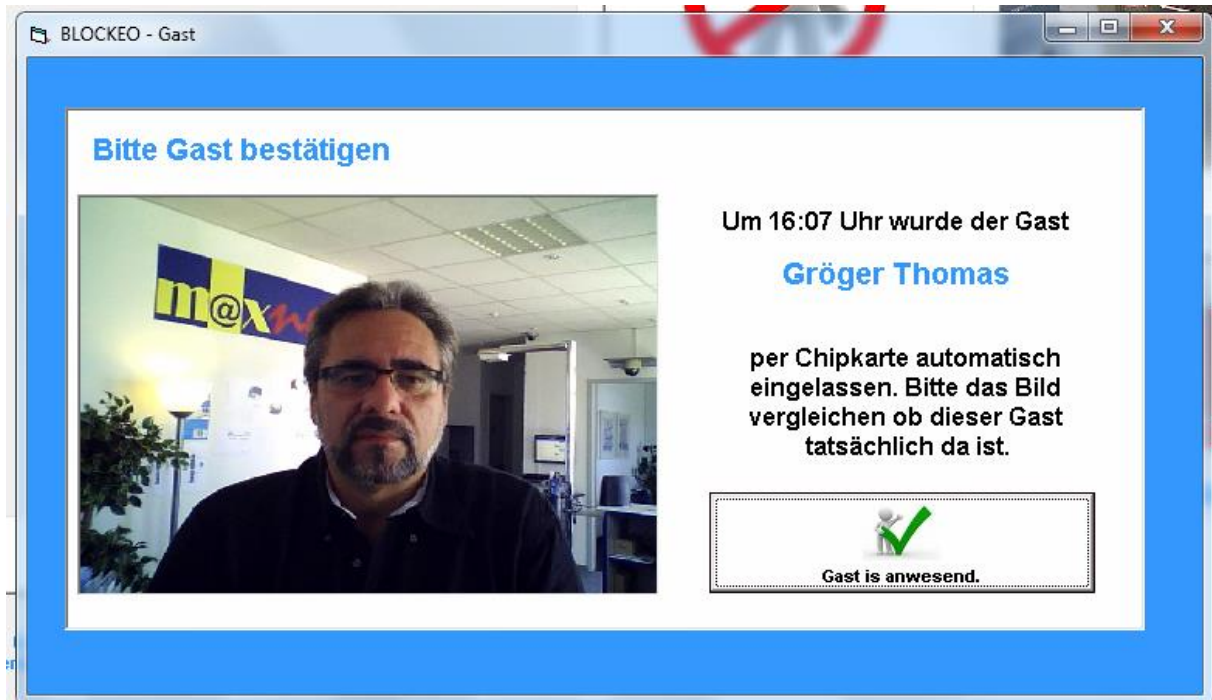 BLOCKEO - Gast
Bitte Gast bestätigen
m@x
Um 16:07 Uhr wurde der Gast
Gröger Thomas
per Chipkarte automatisch
eingelassen. Bitte das Bild
vergleichen ob dieser Gast
tatsächlich da ist.
Gast is anwesend.